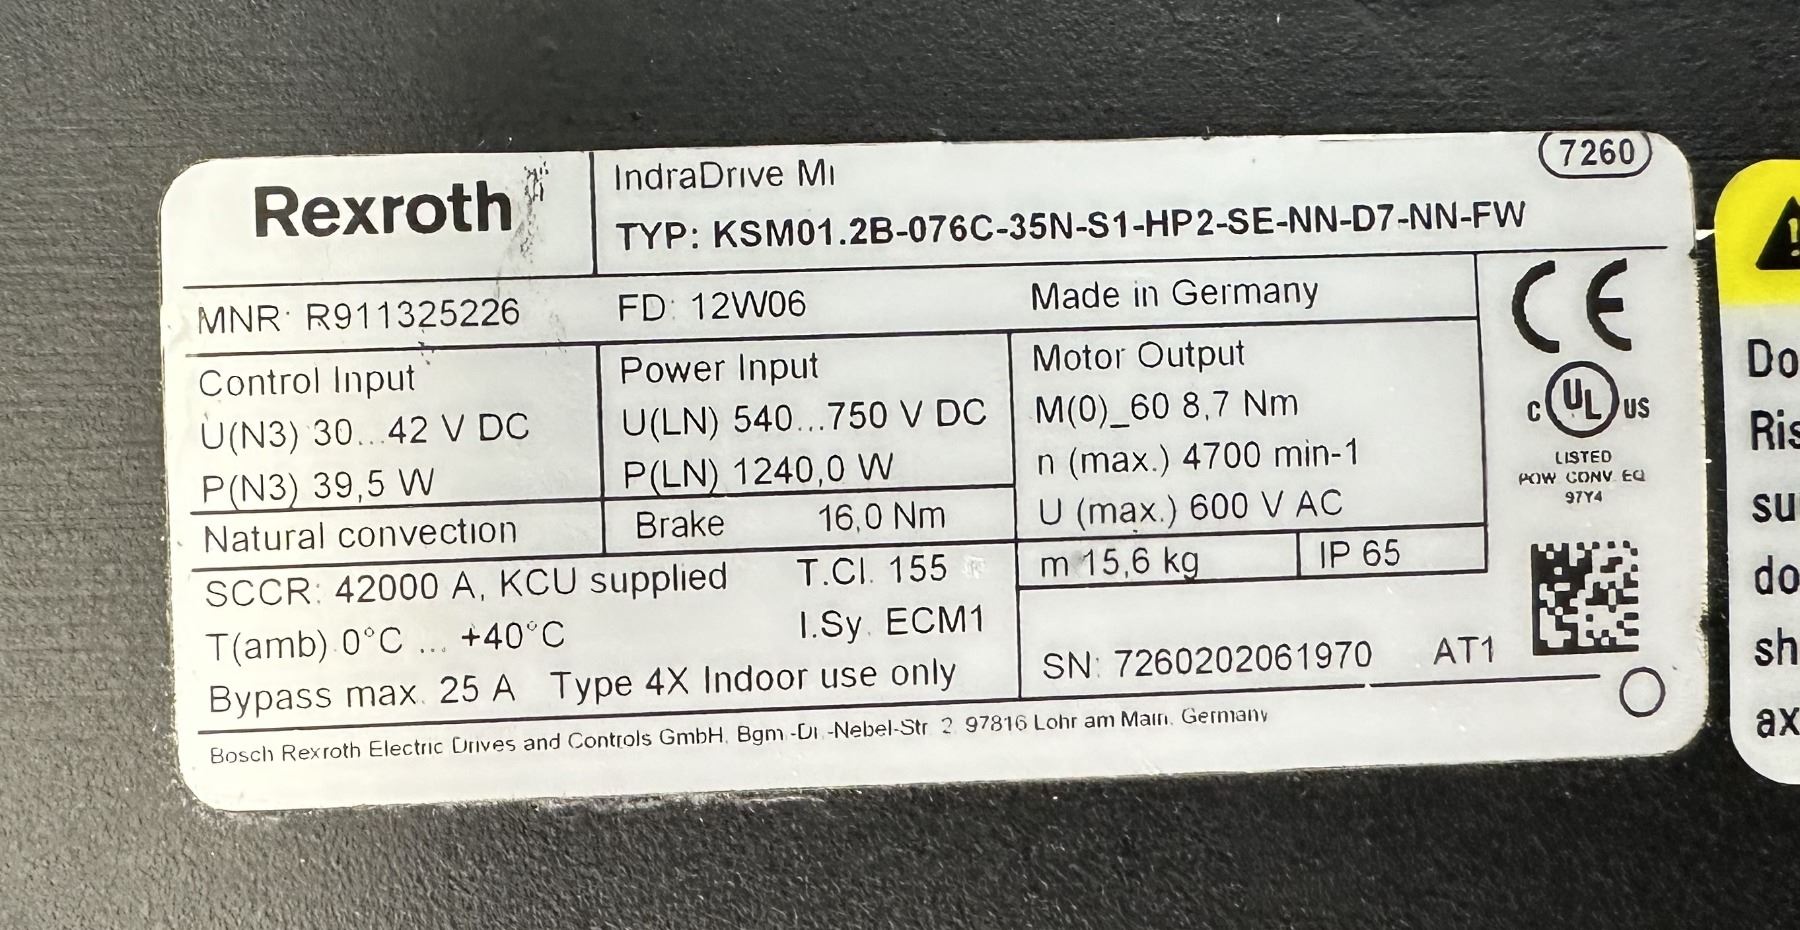 Rexroth
IndraDrive Mi
7260
TYP: KSM01.2B-076C-35N-S1-HP2-SE-NN-D7-NN-FW
MNR: R911325226 FD: 12W06 Made in Germany
Control Input
U(N3) 30...42 V DC
P(N3) 39,5 W
Natural convection
Power Input
U(LN) 540...750 V DC
P(LN) 1240,0 W
Brake 16,0 Nm
Motor Output
M(0)_60 8,7 Nm
n (max.) 4700 min-1
U (max.) 600 V AC
m 15,6 kg IP 65
CE
C UL US
LISTED
POW CONV EQ
97Y4
SCCR: 42000 A, KCU supplied T.Cl. 155
T(amb) 0°C ... +40°C I.Sy. ECM1
Bypass max. 25 A Type 4X Indoor use only
SN: 7260202061970 AT1
Bosch Rexroth Electric Drives and Controls GmbH, Bgm.-Dr.-Nebel-Str. 2, 97816 Lohr am Main, Germany
!
Do
Ris
su
do
sh
ax